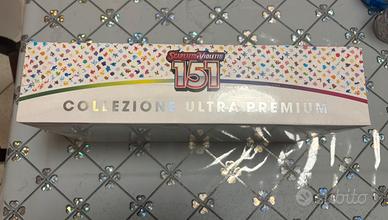 SCARLATTO e VIOLETTO
151
COLLEZIONE ULTRA PREMIUM
subito